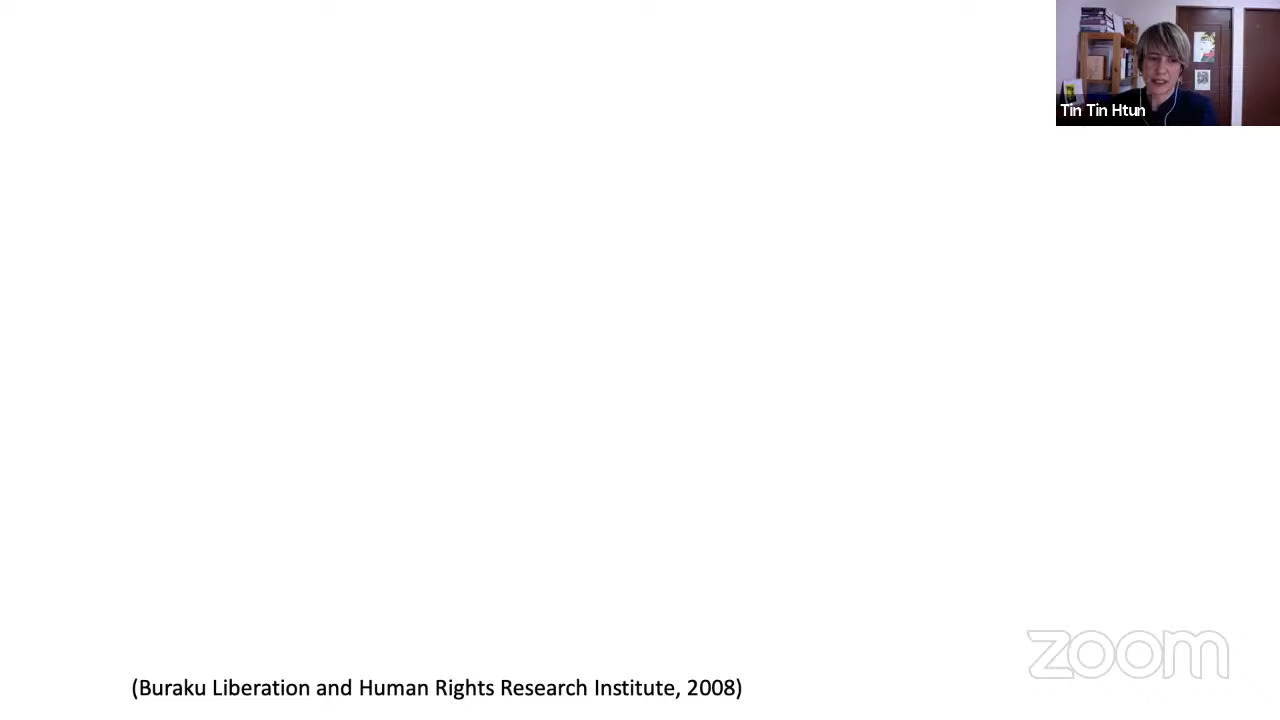 Tin Tin Htun
zoom
(Buraku Liberation and Human Rights Research Institute, 2008)